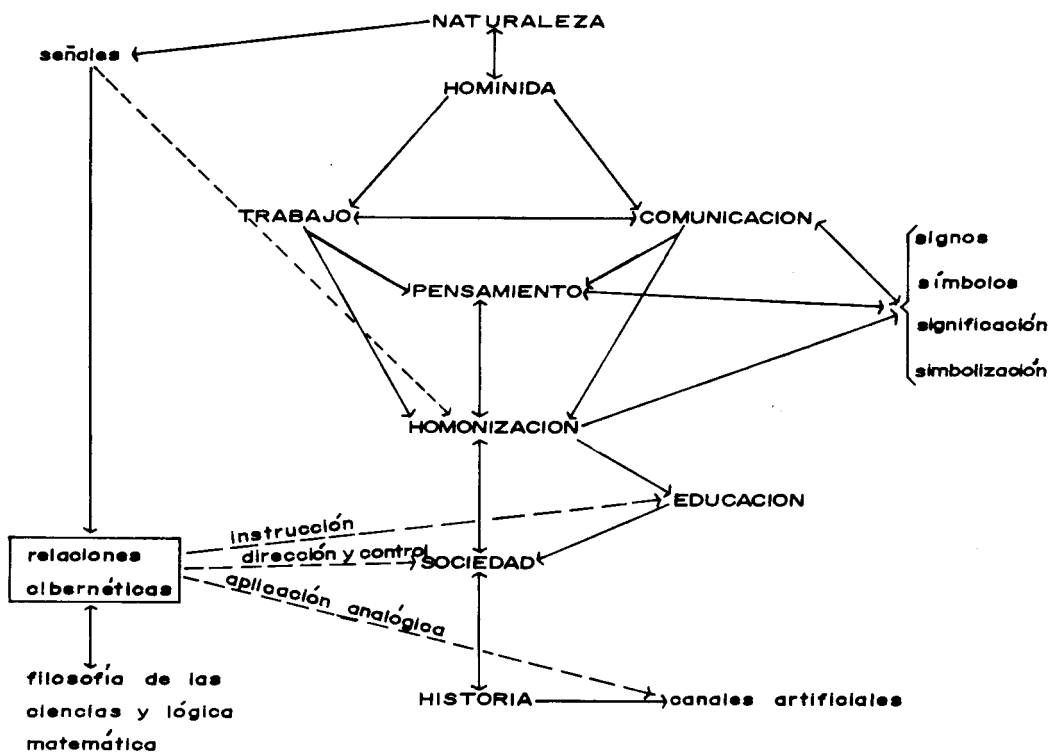 NATURALEZA
señales
HOMINIDA
TRABAJO
COMUNICACION
signos
símbolos
significación
simbolización
PENSAMIENTO
HOMONIZACION
EDUCACION
instrucción
dirección y control
SOCIEDAD
relaciones
cibernéticas
aplicación analógica
filosofía de las
ciencias y lógica
matemática
HISTORIA
canales artificiales